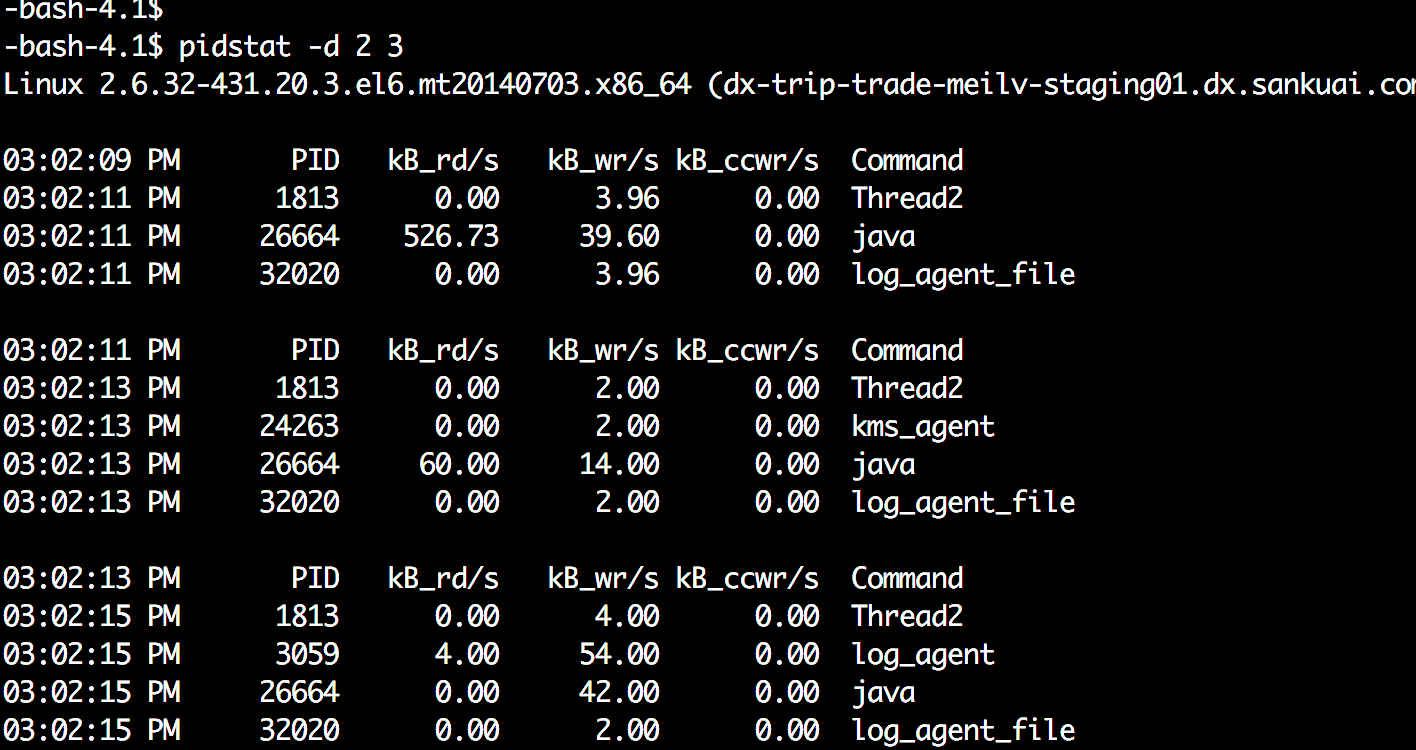 -bash-4.1$
-bash-4.1$ pidstat -d 2 3
Linux 2.6.32-431.20.3.el6.mt20140703.x86_64 (dx-trip-trade-meilv-staging01.dx.sankuai.com
03:02:09 PM PID kB_rd/s kB_wr/s kB_ccwr/s Command
03:02:11 PM 1813 0.00 3.96 0.00 Thread2
03:02:11 PM 26664 526.73 39.60 0.00 java
03:02:11 PM 32020 0.00 3.96 0.00 log_agent_file
03:02:11 PM PID kB_rd/s kB_wr/s kB_ccwr/s Command
03:02:13 PM 1813 0.00 2.00 0.00 Thread2
03:02:13 PM 24263 0.00 2.00 0.00 kms_agent
03:02:13 PM 26664 60.00 14.00 0.00 java
03:02:13 PM 32020 0.00 2.00 0.00 log_agent_file
03:02:13 PM PID kB_rd/s kB_wr/s kB_ccwr/s Command
03:02:15 PM 1813 0.00 4.00 0.00 Thread2
03:02:15 PM 3059 4.00 54.00 0.00 log_agent
03:02:15 PM 26664 0.00 42.00 0.00 java
03:02:15 PM 32020 0.00 2.00 0.00 log_agent_file